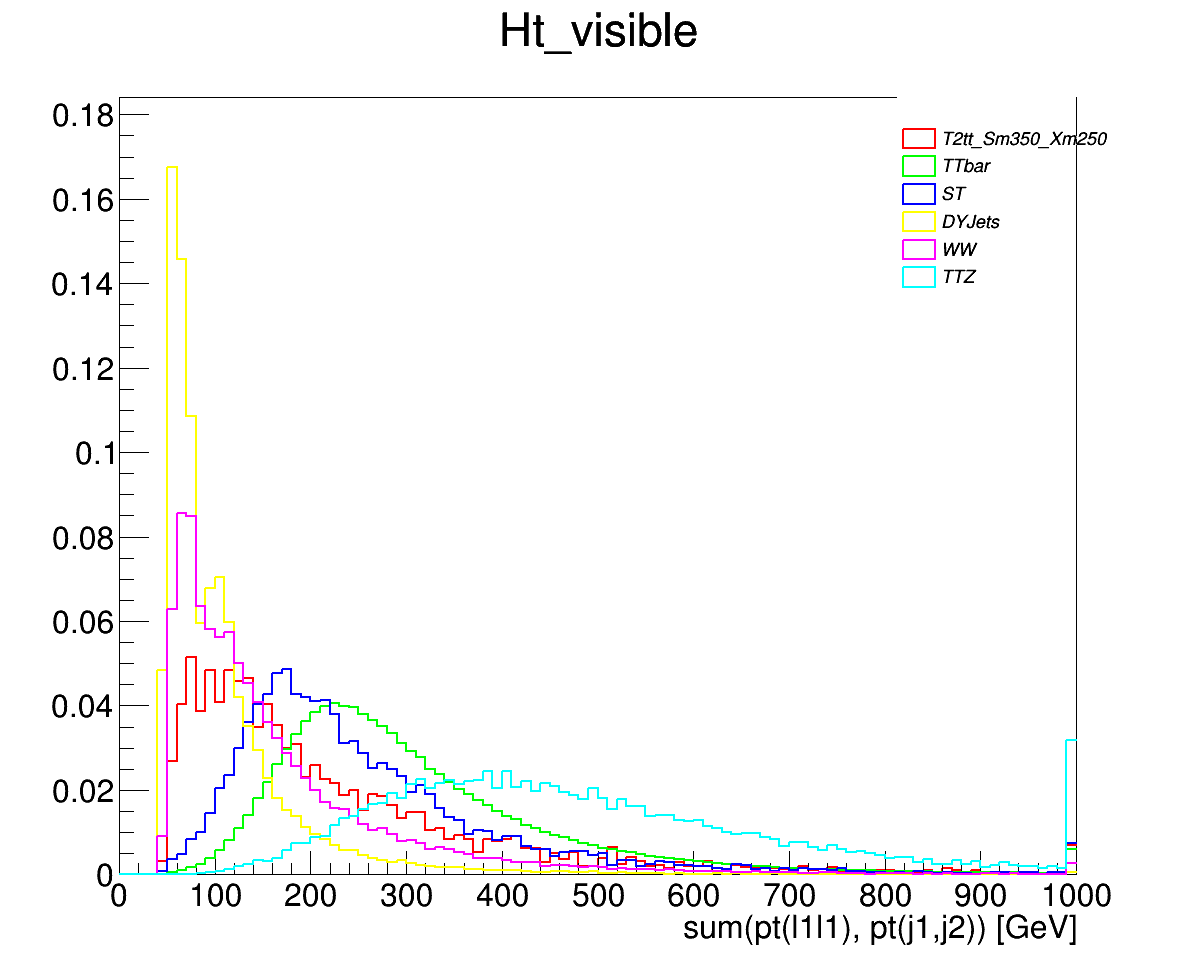 Ht_visible
0.18
0.16
0.14
0.12
0.1
0.08
0.06
0.04
0.02
0
T2tt_Sm350_Xm250
TTbar
ST
DYJets
WW
TTZ
0 100 200 300 400 500 600 700 800 900 1000
sum(pt(l1l1), pt(j1,j2)) [GeV]